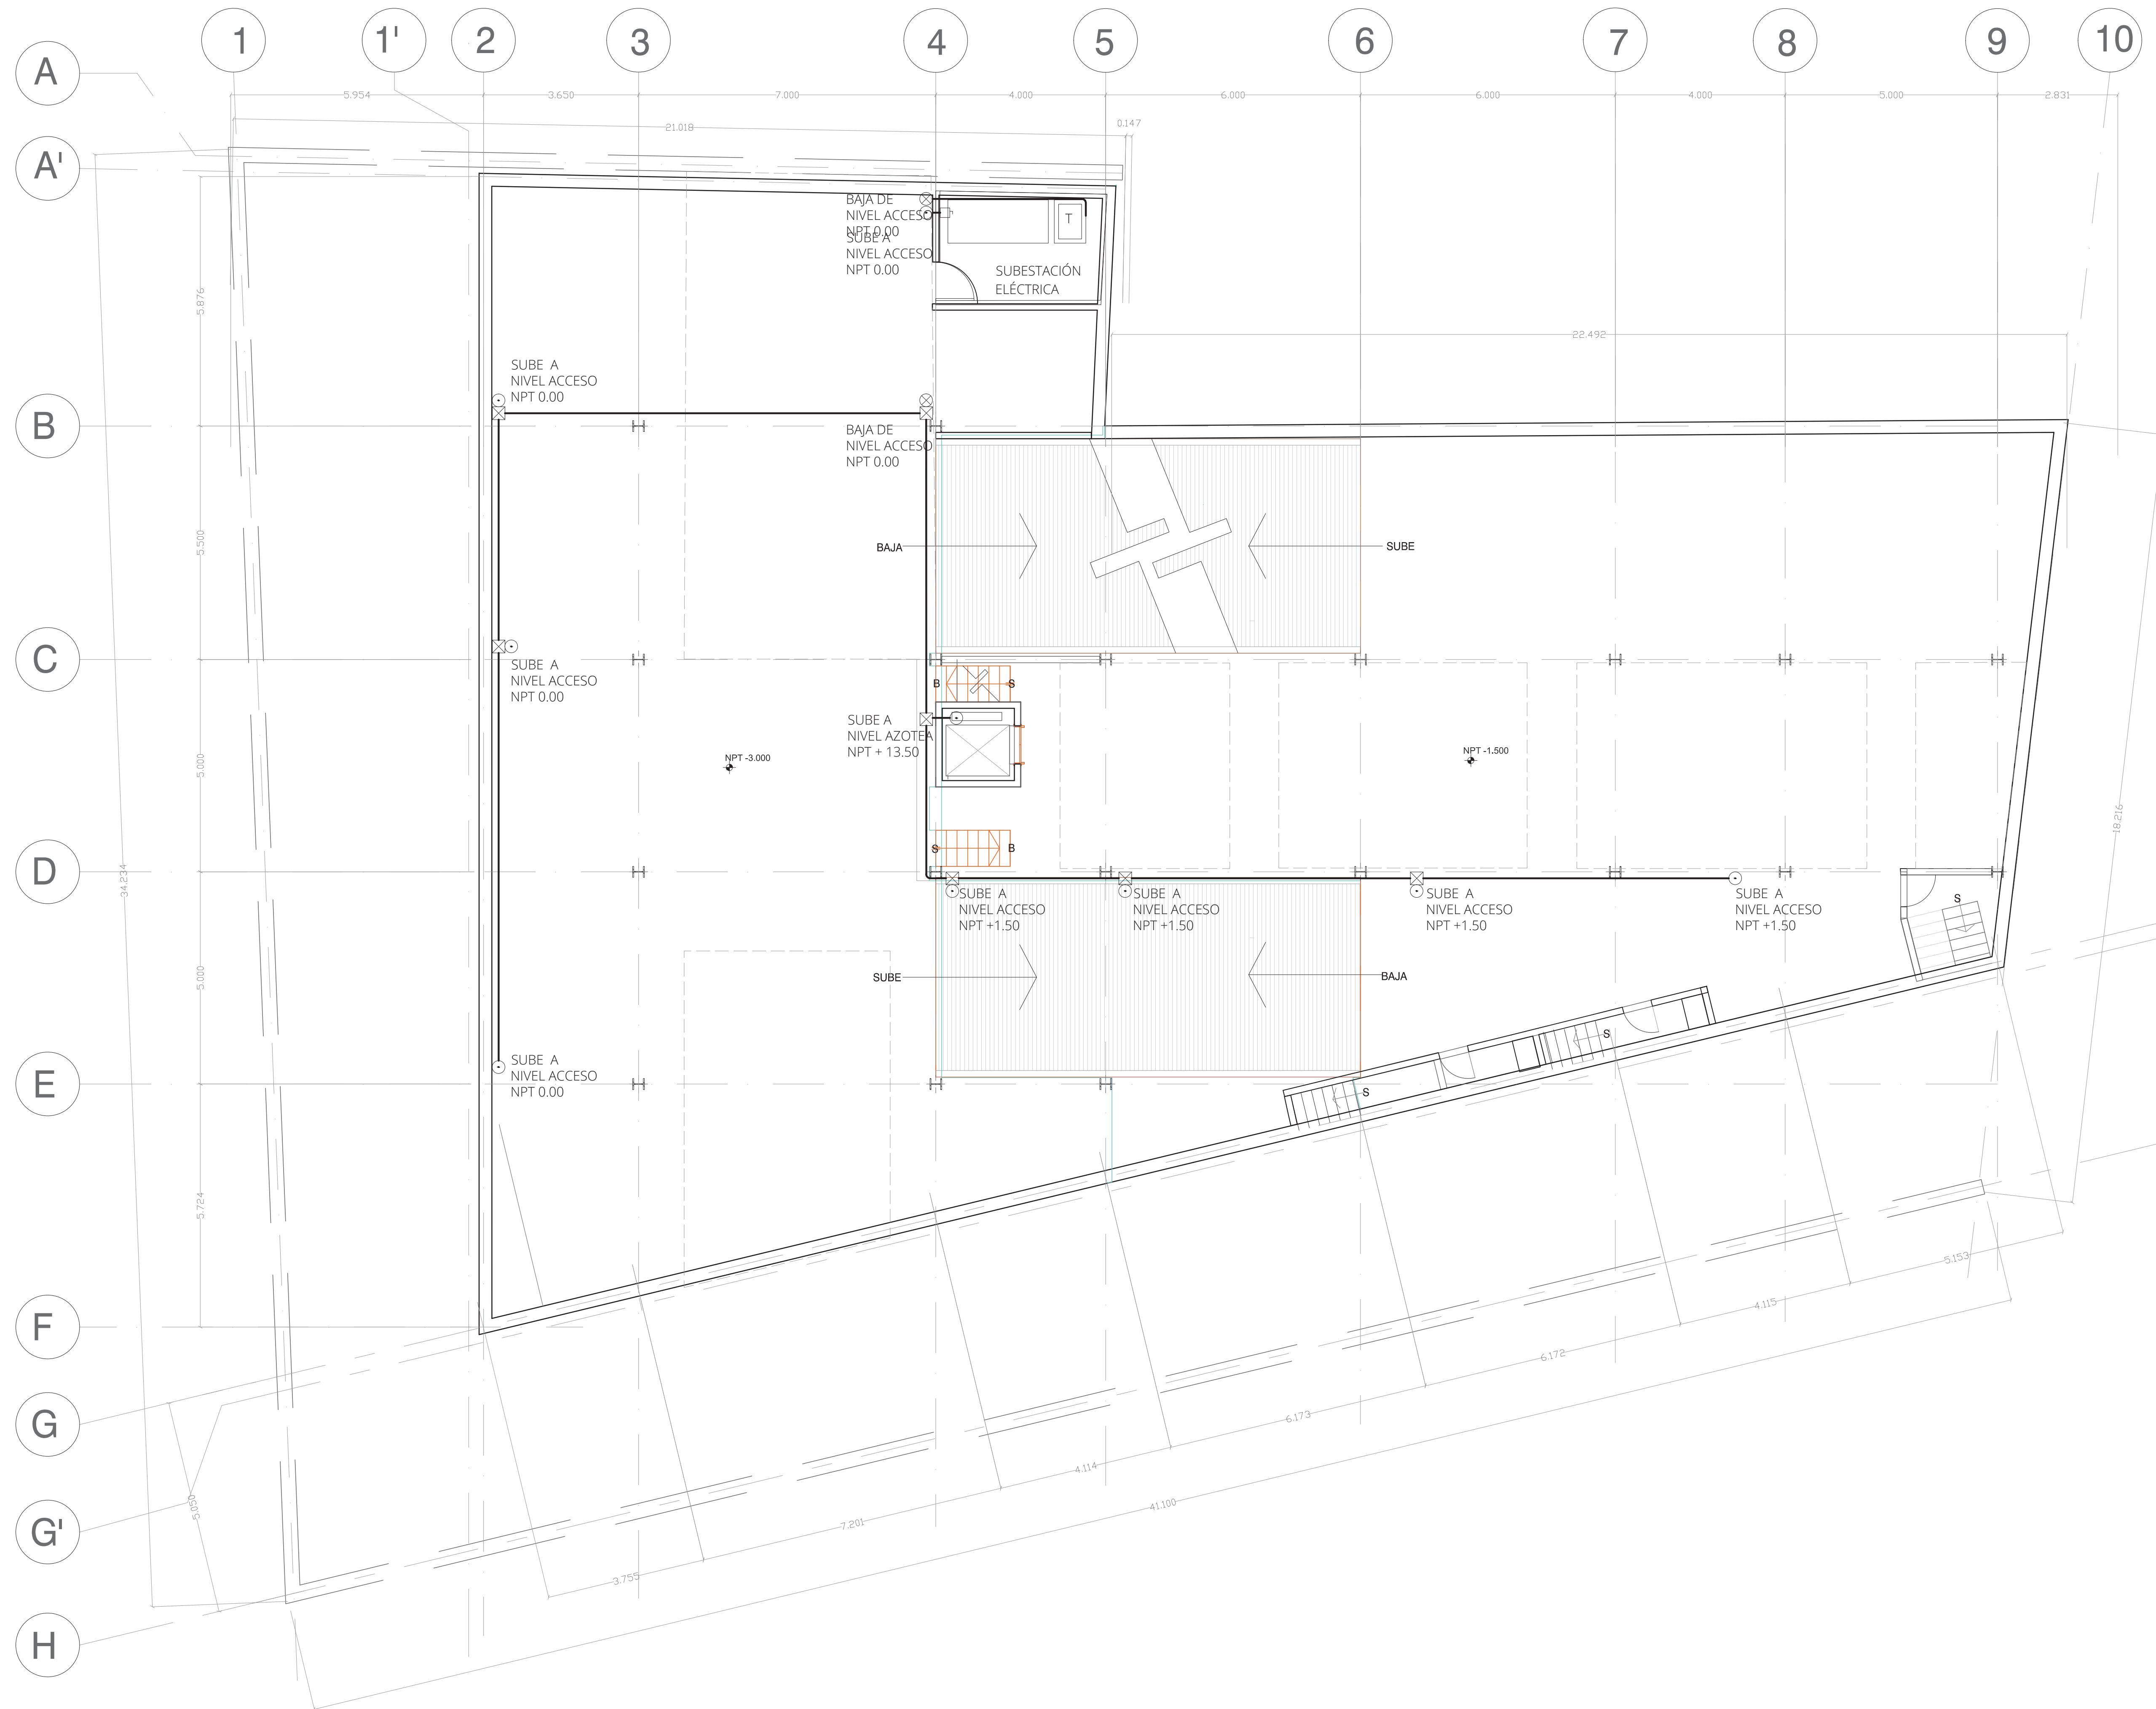 1
1'
2
3
4
5
6
7
8
9
10
A
A'
B
C
D
E
F
G
G'
H
5.954
3.650
7.000
4.000
6.000
6.000
4.000
5.000
2.831
21.018
0.147
22.492
5.876
5.500
5.000
5.000
5.724
34.234
18.216
5.050
3.755
7.201
4.114
6.173
6.172
4.115
5.153
41.100
BAJA DE
NIVEL ACCESO
NPT 0.00
SUBE A
NIVEL ACCESO
NPT 0.00
T
SUBESTACIÓN
ELÉCTRICA
SUBE A
NIVEL ACCESO
NPT 0.00
BAJA DE
NIVEL ACCESO
NPT 0.00
BAJA
SUBE
SUBE A
NIVEL ACCESO
NPT 0.00
B
S
SUBE A
NIVEL AZOTEA
NPT + 13.50
NPT -3.000
NPT -1.500
S
B
SUBE A
NIVEL ACCESO
NPT +1.50
SUBE A
NIVEL ACCESO
NPT +1.50
SUBE A
NIVEL ACCESO
NPT +1.50
SUBE A
NIVEL ACCESO
NPT +1.50
S
SUBE
BAJA
SUBE A
NIVEL ACCESO
NPT 0.00
S
S